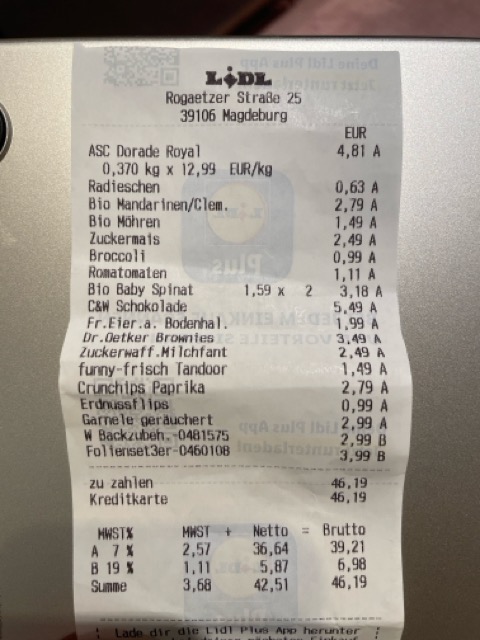 LIDL
Rogaetzer Straße 25
39106 Magdeburg
EUR
ASC Dorade Royal 4,81 A
0,370 kg x 12,99 EUR/kg
Radieschen 0,63 A
Bio Mandarinen/Clem. 2,79 A
Bio Möhren 1,49 A
Zuckermais 2,49 A
Broccoli 0,99 A
Romatomaten 1,11 A
Bio Baby Spinat 1,59 x 2 3,18 A
C&W Schokolade 5,49 A
Fr.Eier.a. Bodenhal. 1,99 A
Dr.Oetker Brownies 3,49 A
Zuckerwaff.Milchfant 2,49 A
funny-frisch Tandoor 1,49 A
Crunchips Paprika 2,79 A
Erdnussflips 0,99 A
Garnele geräuchert 2,99 A
W Backzubeh.-0481575 2,99 B
Folienset3er-0460108 3,99 B
zu zahlen 46,19
Kreditkarte 46,19
MWST% MWST + Netto = Brutto
A 7 % 2,57 36,64 39,21
B 19 % 1,11 5,87 6,98
Summe 3,68 42,51 46,19
Lade dir die Lidl Plus App herunter